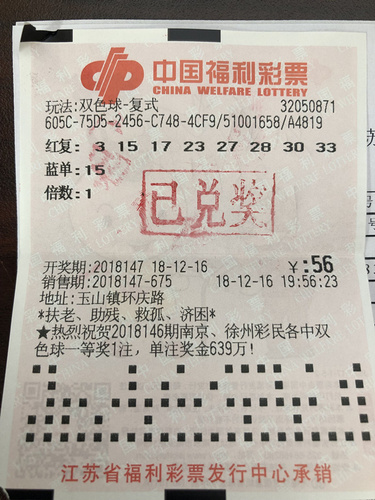 中国福利彩票
CHINA WELFARE LOTTERY
玩法:双色球-复式 32050871
605C-75D5-2456-C748-4CF9/51001658/A4819
红复: 3 15 17 23 27 28 30 33
蓝单:15
倍数:1
已兑奖
开奖期:2018147 18-12-16 ¥:56
销售期:2018147-675 18-12-16 19:56:23
地址:玉山镇环庆路
*扶老、助残、救孤、济困*
★热烈祝贺2018146期南京、徐州彩民各中双
色球一等奖1注，单注奖金639万!
江苏省福利彩票发行中心承销